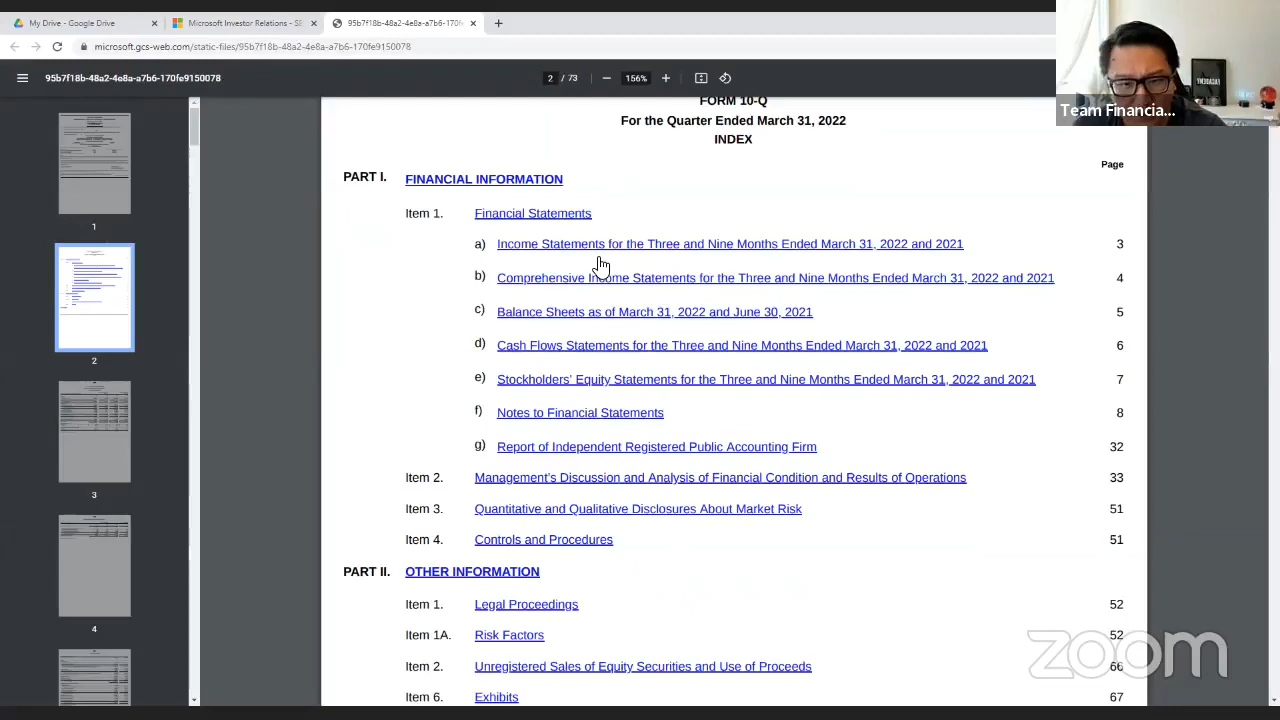 My Drive - Google Drive
Microsoft Investor Relations - SE
95b7f18b-48a2-4e8a-a7b6-170fe
microsoft.gcs-web.com/static-files/95b7f18b-48a2-4e8a-a7b6-170fe9150078
95b7f18b-48a2-4e8a-a7b6-170fe9150078
2 / 73
156%
Team Financia...
1
2
3
4
FORM 10-Q
For the Quarter Ended March 31, 2022
INDEX
Page
PART I. FINANCIAL INFORMATION
Item 1. Financial Statements
a) Income Statements for the Three and Nine Months Ended March 31, 2022 and 2021 3
b) Comprehensive Income Statements for the Three and Nine Months Ended March 31, 2022 and 2021 4
c) Balance Sheets as of March 31, 2022 and June 30, 2021 5
d) Cash Flows Statements for the Three and Nine Months Ended March 31, 2022 and 2021 6
e) Stockholders' Equity Statements for the Three and Nine Months Ended March 31, 2022 and 2021 7
f) Notes to Financial Statements 8
g) Report of Independent Registered Public Accounting Firm 32
Item 2. Management's Discussion and Analysis of Financial Condition and Results of Operations 33
Item 3. Quantitative and Qualitative Disclosures About Market Risk 51
Item 4. Controls and Procedures 51
PART II. OTHER INFORMATION
Item 1. Legal Proceedings 52
Item 1A. Risk Factors 52
Item 2. Unregistered Sales of Equity Securities and Use of Proceeds 66
Item 6. Exhibits 67
zoom